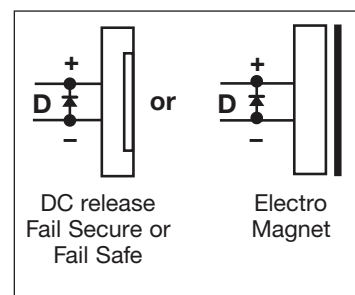 +
D
–
or
+
D
–
DC release
Fail Secure or
Fail Safe
Electro
Magnet